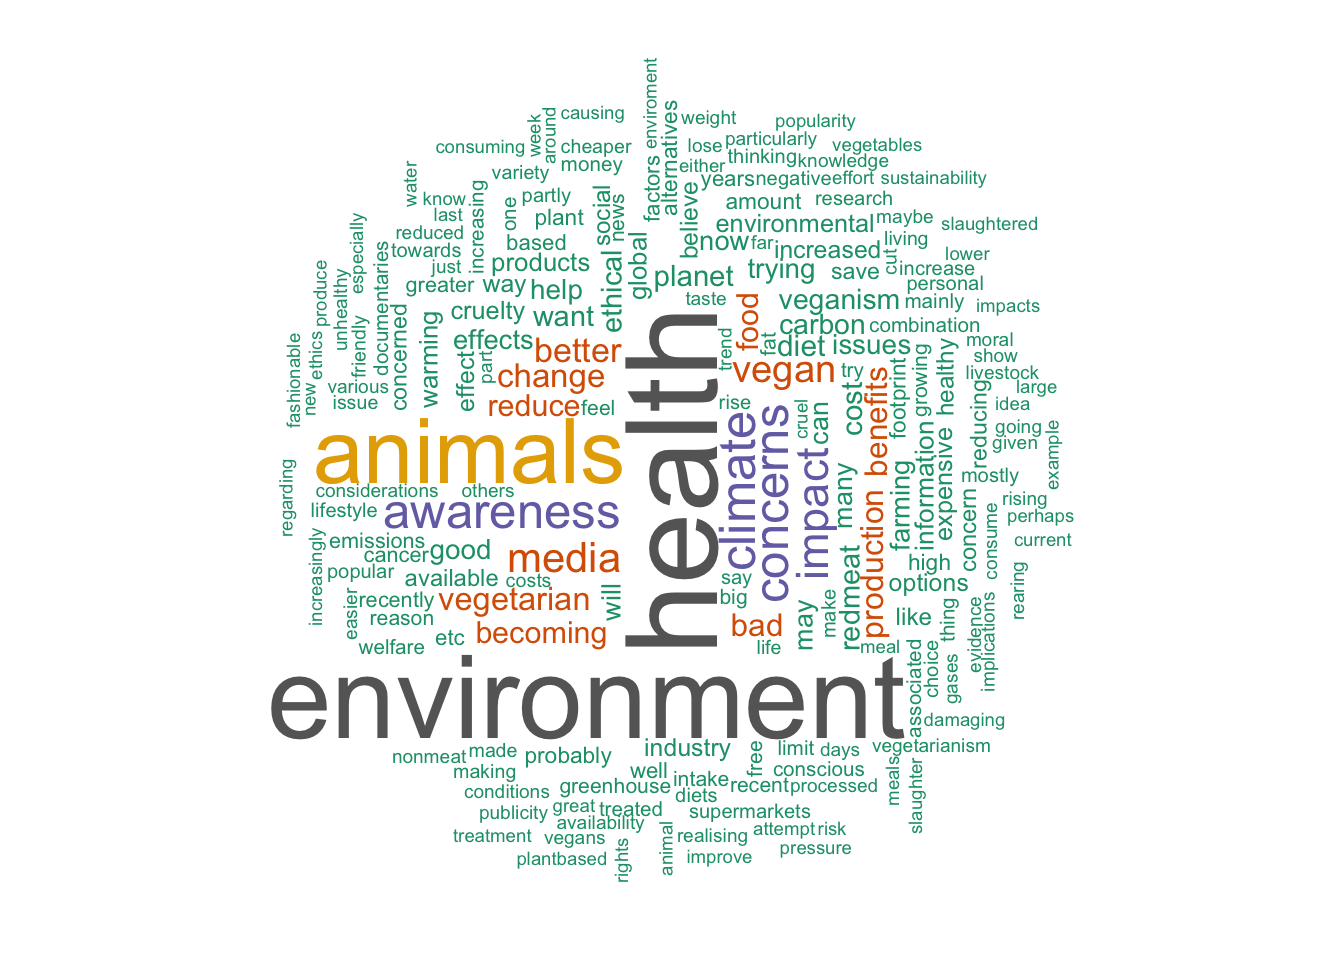 causing
weight
popularity
enviroment
week
around
cheaper
consuming
money
alternatives
lose
particularly
vegetables
either
thinking
knowledge
factors
variety
water
know
partly
years
negative
effort
sustainability
last
increasing
one
plant
social
news
believe
amount
research
reduced
environmental
maybe
slaughtered
towards
based
now
far
increased
living
especially
documentaries
just
products
ethical
global
planet
trying
save
cut
increase
lower
greater
way
help
personal
produce
unhealthy
friendly
concerned
warming
cruelty
want
taste
food
veganism
mainly
impacts
ethics
effects
carbon
combination
fashionable
new
various
issue
effect
part
better
change
reduce
feel
health
trend
fat
diet
issues
moral
show
vegan
try
livestock
large
footprint
growing
healthy
reducing
idea
rise
cruel
can
cost
benefits
going
given
example
animals
climate
concerns
impact
many
farming
information
expensive
mostly
regarding
considerations
others
lifestyle
awareness
production
concern
consume
rising
perhaps
emissions
cancer
good
media
current
increasingly
popular
available
costs
say
big
redmeat
high
options
rearing
easier
recently
vegetarian
will
may
make
like
thing
evidence
implications
reason
becoming
bad
welfare
etc
life
meal
environment
associated
choice
gases
damaging
nonmeat
made
probably
industry
free
limit
days
vegetarianism
making
well
intake
conscious
meals
slaughter
conditions
greenhouse
diets
recent
processed
publicity
great
treated
supermarkets
treatment
availability
vegans
animal
realising
attempt
risk
plantbased
rights
improve
pressure